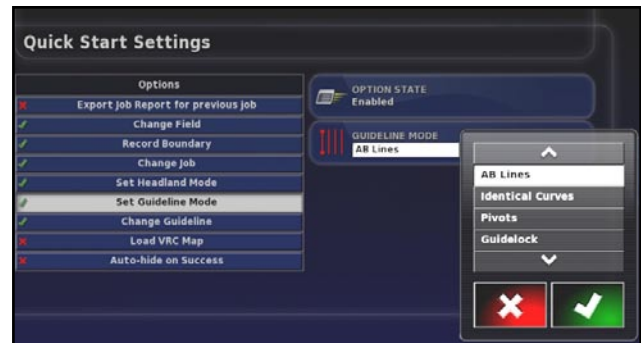 Quick Start Settings
Options
Export Job Report for previous job
Change Field
Record Boundary
Change Job
Set Headland Mode
Set Guideline Mode
Change Guideline
Load VRC Map
Auto-hide on Success
OPTION STATE
Enabled
GUIDELINE MODE
AB Lines
AB Lines
Identical Curves
Pivots
Guidelock